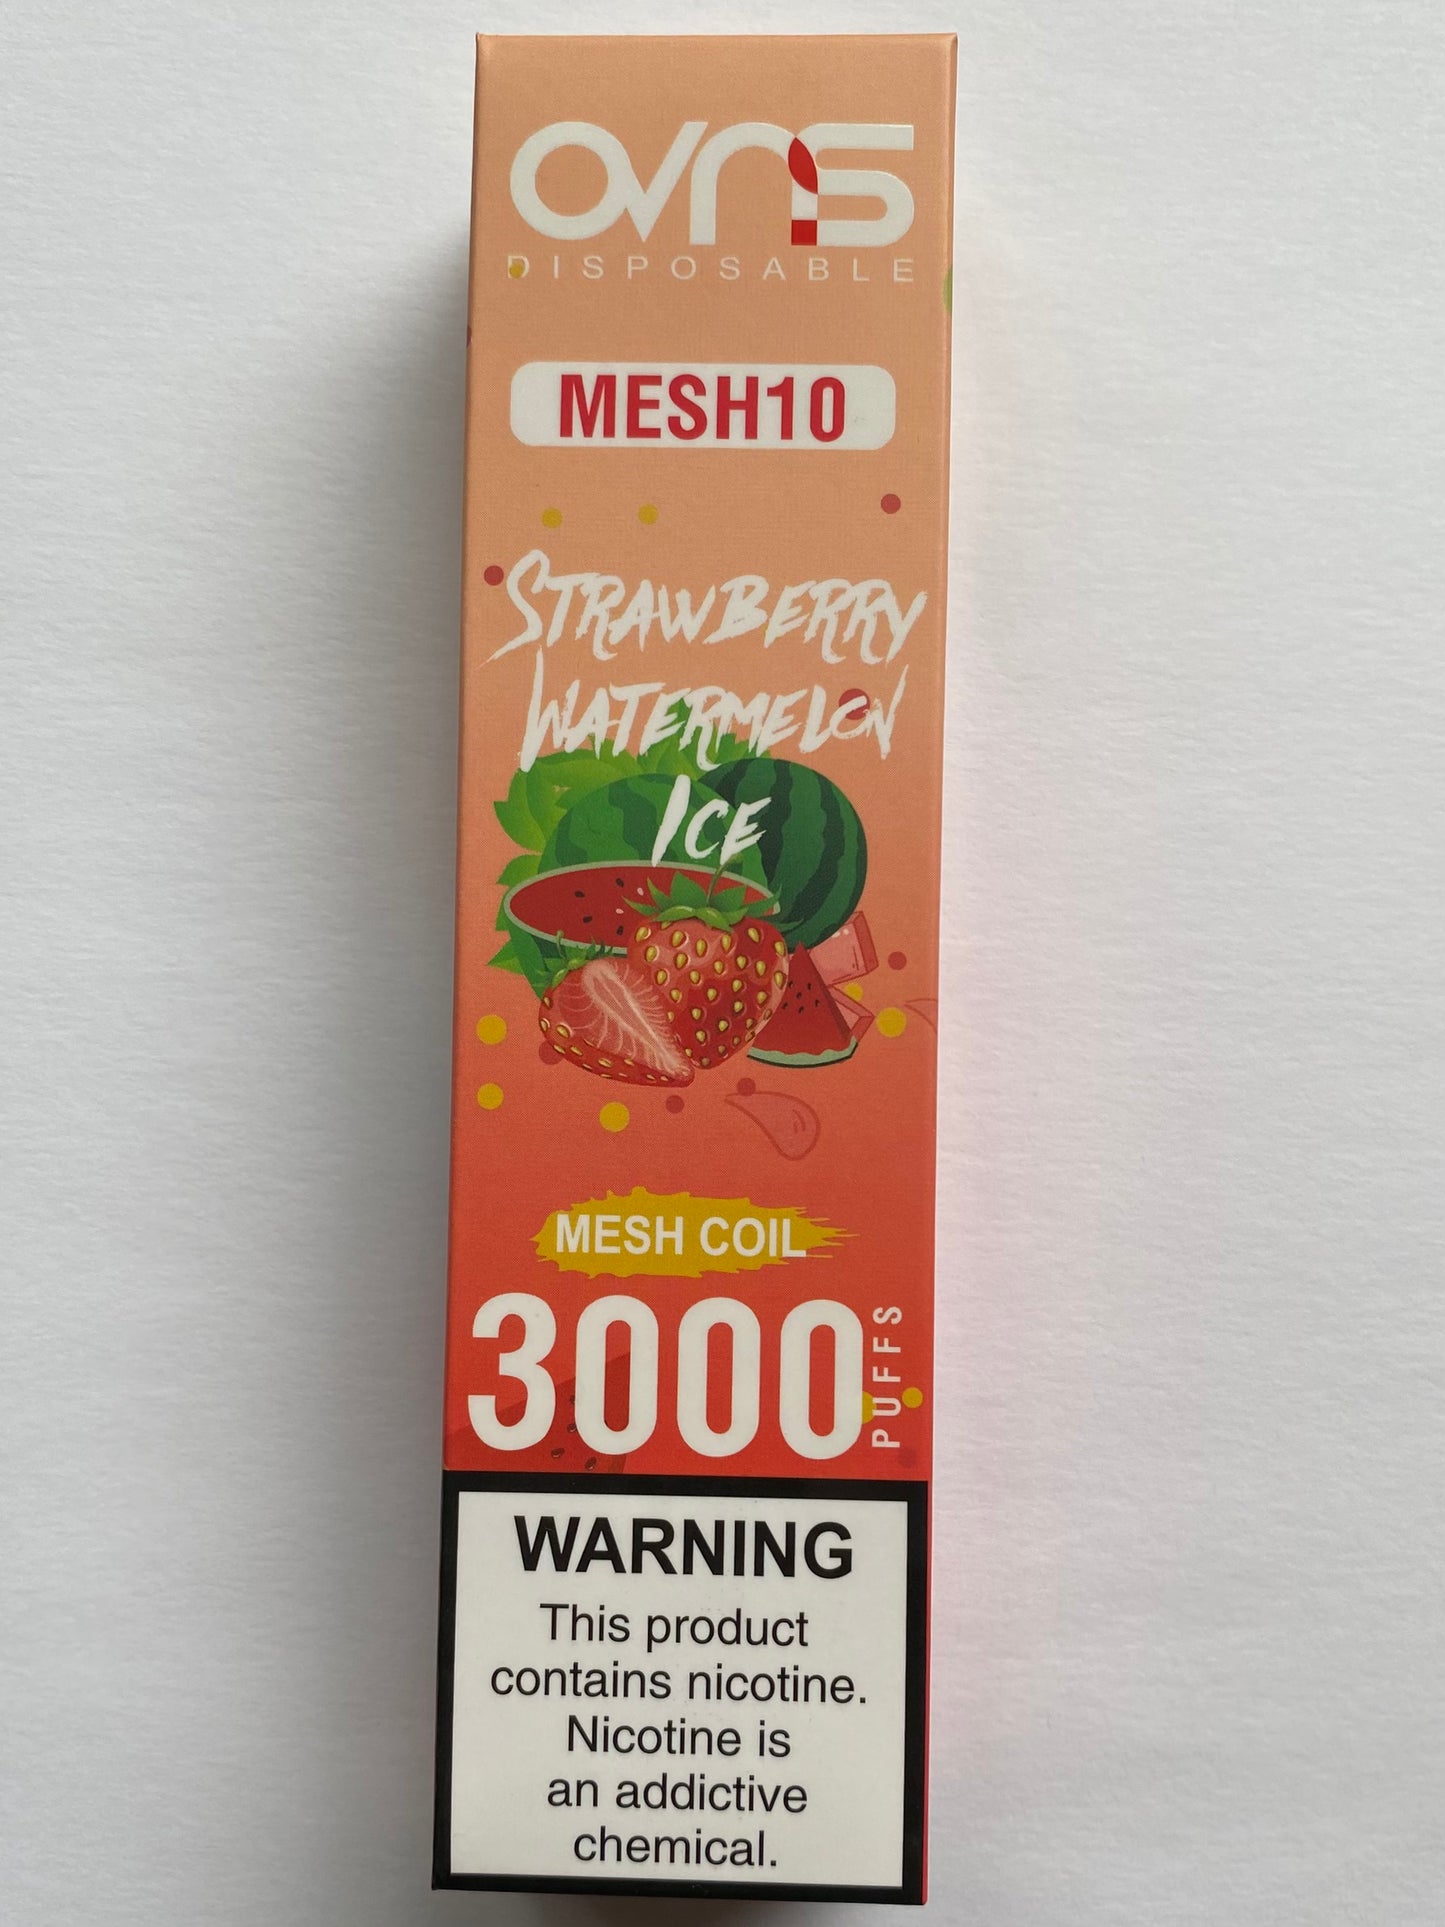 OVNS
DISPOSABLE
MESH10
STRAWBERRY
WATERMELON
ICE
MESH COIL
3000
PUFFS
WARNING
This product
contains nicotine.
Nicotine is
an addictive
chemical.